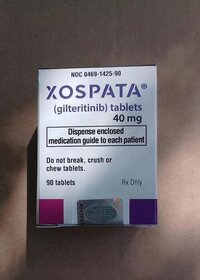 NDC 0469-1425-90
XOSPATA®
(gilteritinib) tablets
40 mg
Dispense enclosed
medication guide to each patient
Do not break, crush or
chew tablets.
90 tablets
Rx Only